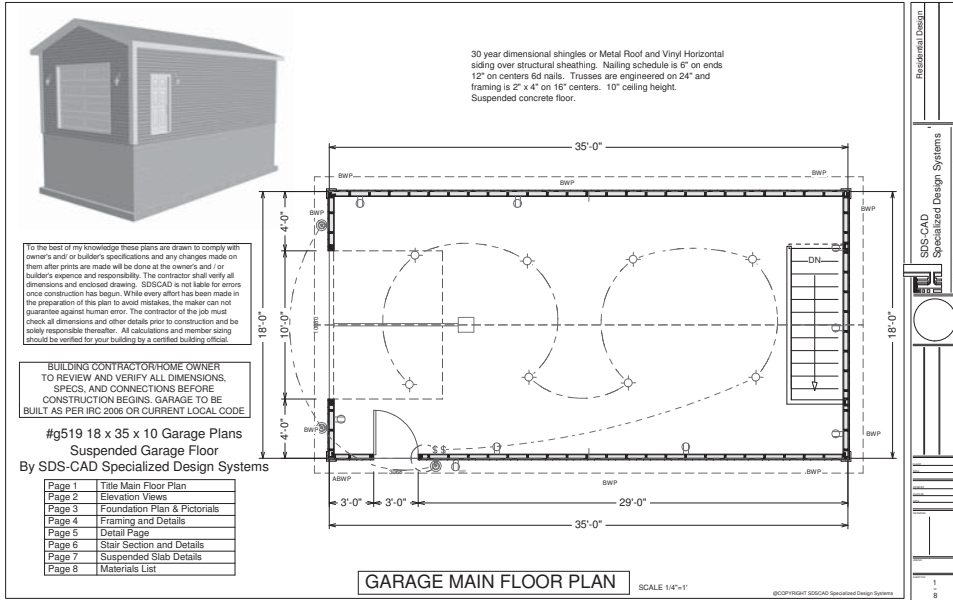 30 year dimensional shingles or Metal Roof and Vinyl Horizontal
siding over structural sheathing. Nailing schedule is 6" on ends
12" on centers 6d nails. Trusses are engineered on 24" and
framing is 2" x 4" on 16" centers. 10" ceiling height.
Suspended concrete floor.
35'-0"
BWP
BWP
BWP
BWP
BWP
4'-0"
10'-0"
18'-0"
4'-0"
DN
18'-0"
BWP
BWP
$ $
ABWP
BWP
BWP
3'-0"
3'-0"
29'-0"
35'-0"
To the best of my knowledge these plans are drawn to comply with
owner's and/ or builder's specifications and any changes made on
them after prints are made will be done at the owner's and / or
builder's expence and responsibility. The contractor shall verify all
dimensions and enclosed drawing. SDSCAD is not liable for errors
once construction has begun. While every affort has been made in
the preparation of this plan to avoid mistakes, the maker can not
guarantee against human error. The contractor of the job must
check all dimensions and other details prior to construction and be
solely responsible thereafter. All calculations and member sizing
should be verified for your building by a certified building official.
BUILDING CONTRACTOR/HOME OWNER
TO REVIEW AND VERIFY ALL DIMENSIONS,
SPECS, AND CONNECTIONS BEFORE
CONSTRUCTION BEGINS. GARAGE TO BE
BUILT AS PER IRC 2006 OR CURRENT LOCAL CODE
#g519 18 x 35 x 10 Garage Plans
Suspended Garage Floor
By SDS-CAD Specialized Design Systems
Page 1 Title Main Floor Plan
Page 2 Elevation Views
Page 3 Foundation Plan & Pictorials
Page 4 Framing and Details
Page 5 Detail Page
Page 6 Stair Section and Details
Page 7 Suspended Slab Details
Page 8 Materials List
GARAGE MAIN FLOOR PLAN
SCALE 1/4"=1'
@COPYRIGHT SDSCAD Specialized Design Systems
Residential Design
SDS-CAD
Specialized Design Systems
1
8